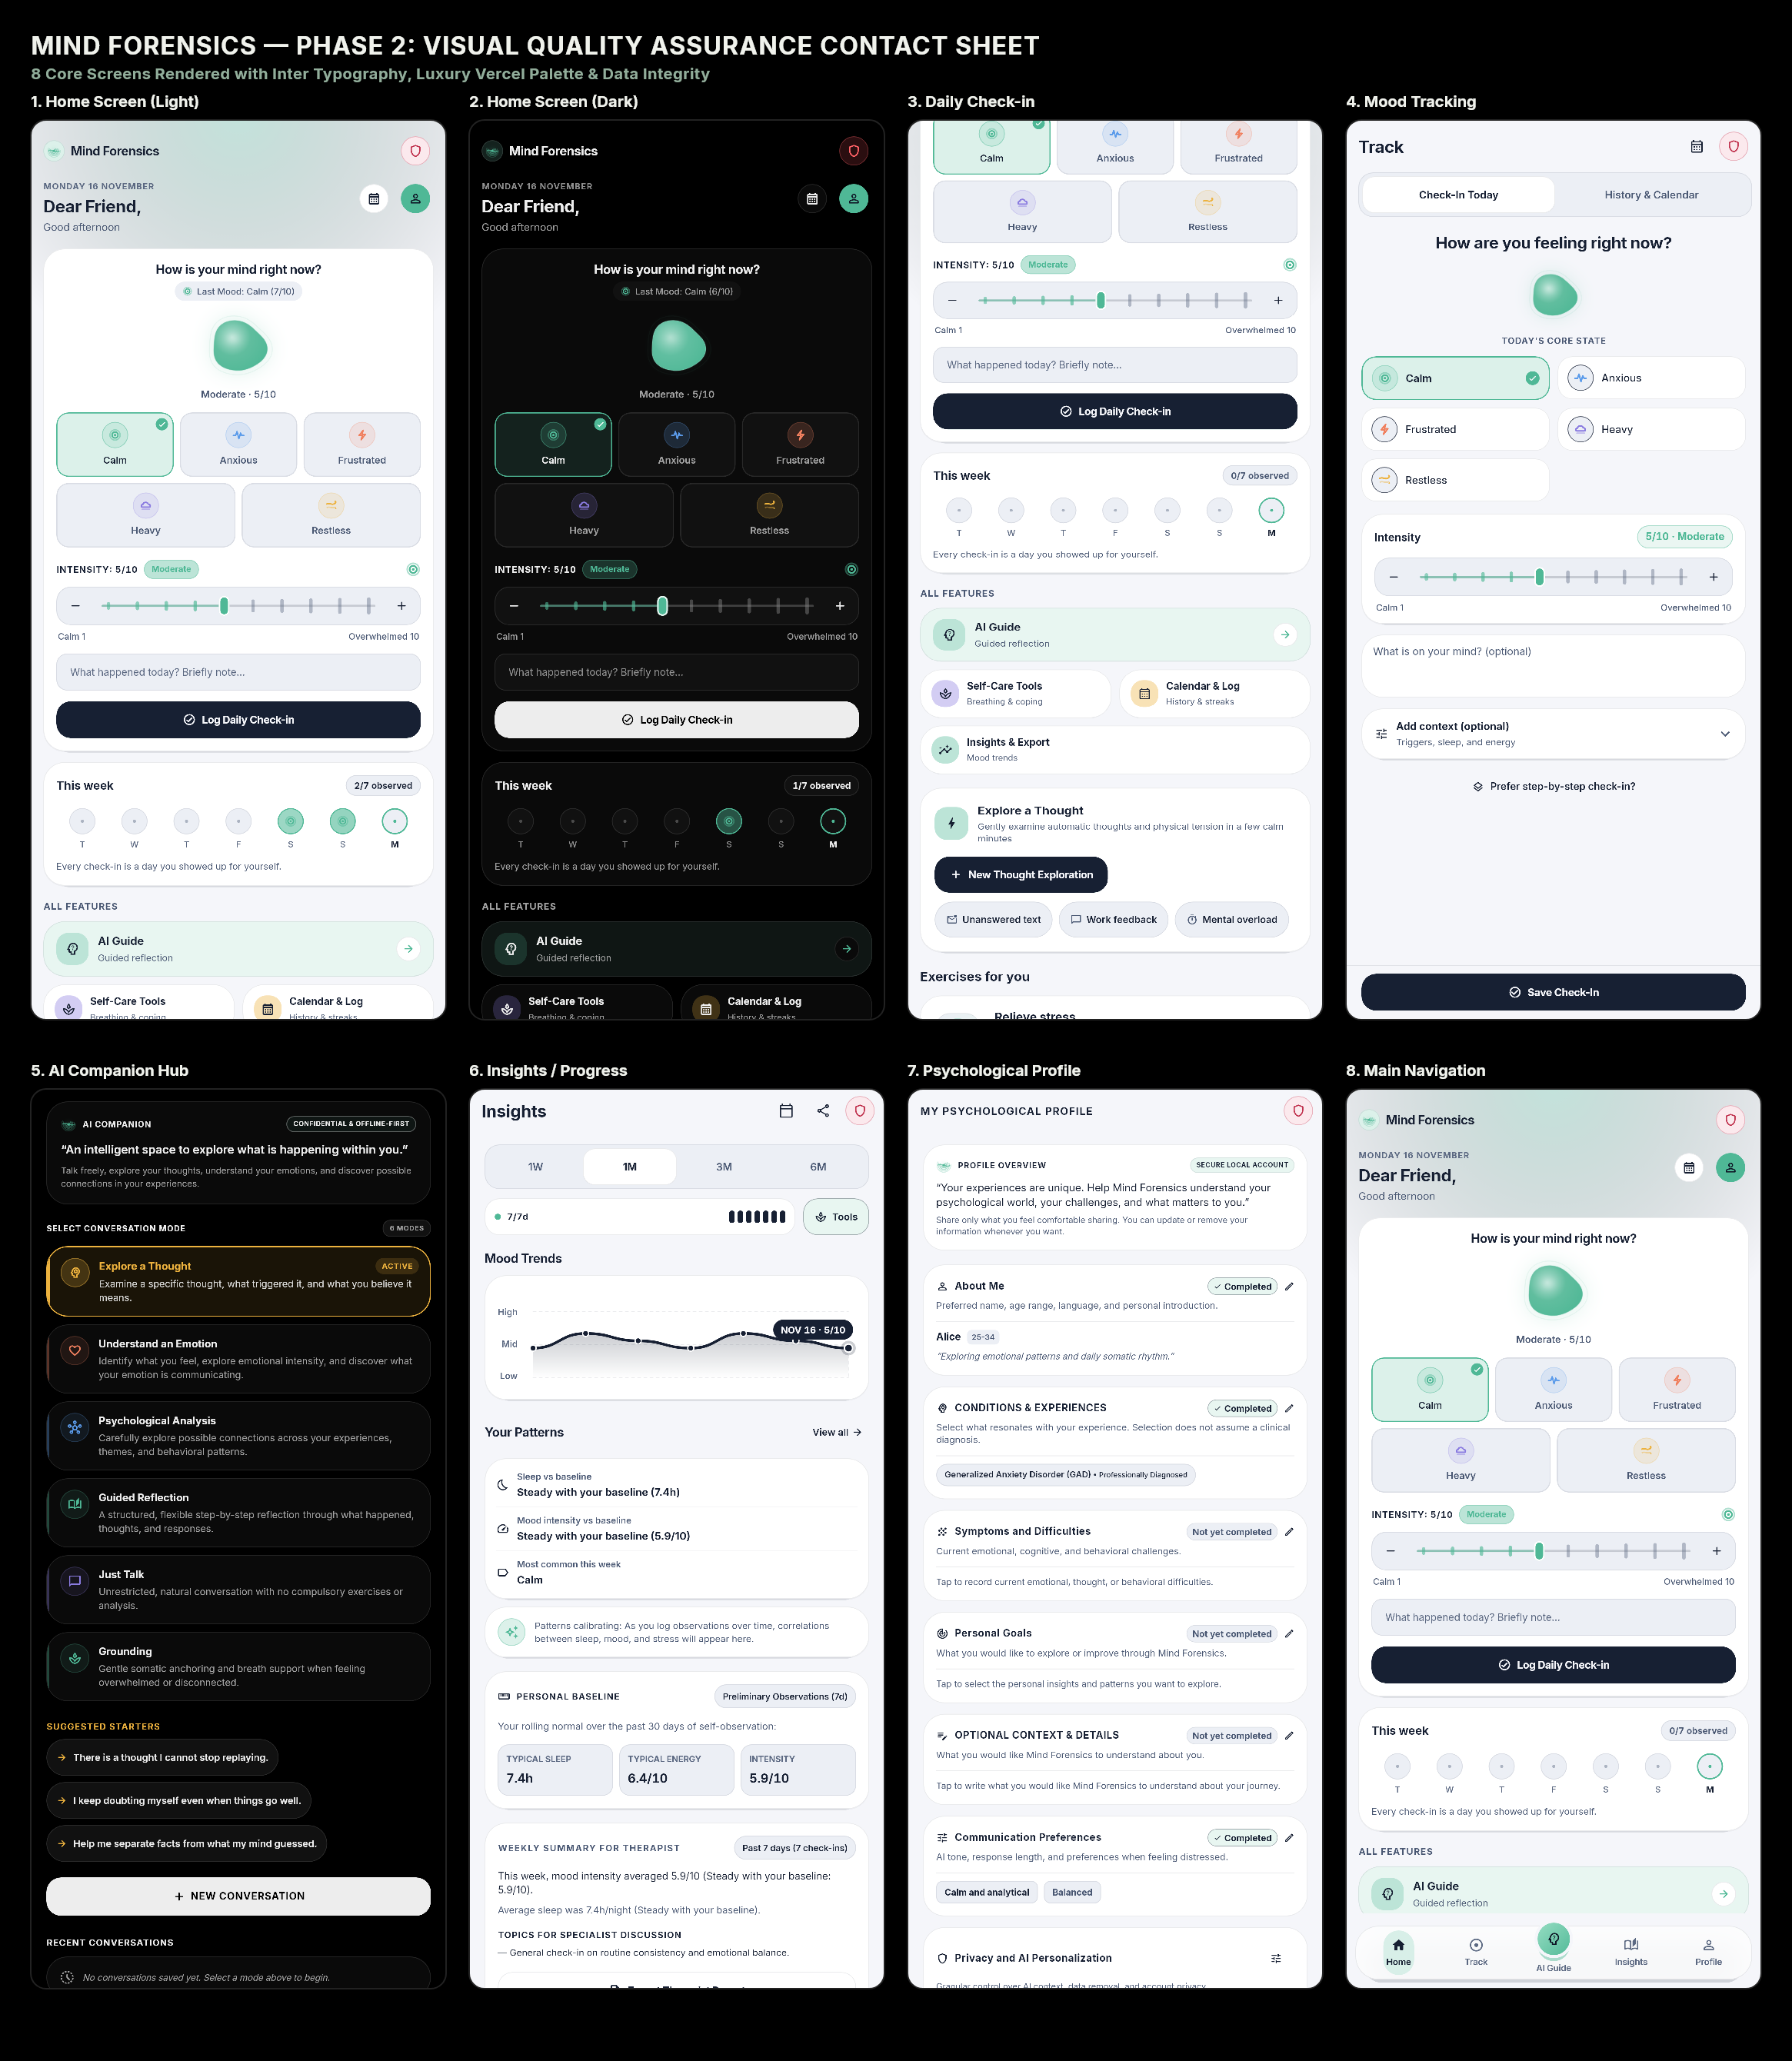 MIND FORENSICS — PHASE 2: VISUAL QUALITY ASSURANCE CONTACT SHEET
8 Core Screens Rendered with Inter Typography, Luxury Vercel Palette & Data Integrity
1. Home Screen (Light)
Mind Forensics
MONDAY 16 NOVEMBER
Dear Friend,
Good afternoon
How is your mind right now?
Last Mood: Calm (7/10)
Moderate · 5/10
Calm
Anxious
Frustrated
Heavy
Restless
INTENSITY: 5/10 Moderate
Calm 1
Overwhelmed 10
What happened today? Briefly note...
Log Daily Check-in
This week
2/7 observed
T W T F S S M
Every check-in is a day you showed up for yourself.
ALL FEATURES
AI Guide
Guided reflection
Self-Care Tools
Breathing & coping
Calendar & Log
History & streaks
2. Home Screen (Dark)
Mind Forensics
MONDAY 16 NOVEMBER
Dear Friend,
Good afternoon
How is your mind right now?
Last Mood: Calm (6/10)
Moderate · 5/10
Calm
Anxious
Frustrated
Heavy
Restless
INTENSITY: 5/10 Moderate
Calm 1
Overwhelmed 10
What happened today? Briefly note...
Log Daily Check-in
This week
1/7 observed
T W T F S S M
Every check-in is a day you showed up for yourself.
ALL FEATURES
AI Guide
Guided reflection
Self-Care Tools
Breathing & coping
Calendar & Log
History & streaks
3. Daily Check-in
Calm
Anxious
Frustrated
Heavy
Restless
INTENSITY: 5/10 Moderate
Calm 1
Overwhelmed 10
What happened today? Briefly note...
Log Daily Check-in
This week
0/7 observed
T W T F S S M
Every check-in is a day you showed up for yourself.
ALL FEATURES
AI Guide
Guided reflection
Self-Care Tools
Breathing & coping
Calendar & Log
History & streaks
Insights & Export
Mood trends
Explore a Thought
Gently examine automatic thoughts and physical tension in a few calm
minutes
+ New Thought Exploration
Unanswered text
Work feedback
Mental overload
Exercises for you
Relieve stress
4. Mood Tracking
Track
Check-In Today
History & Calendar
How are you feeling right now?
TODAY'S CORE STATE
Calm
Anxious
Frustrated
Heavy
Restless
Intensity
5/10 · Moderate
Calm 1
Overwhelmed 10
What is on your mind? (optional)
Add context (optional)
Triggers, sleep, and energy
Prefer step-by-step check-in?
Save Check-In
5. AI Companion Hub
AI COMPANION
CONFIDENTIAL & OFFLINE-FIRST
“An intelligent space to explore what is happening within you.”
Talk freely, explore your thoughts, understand your emotions, and discover possible
connections in your experiences.
SELECT CONVERSATION MODE
6 MODES
Explore a Thought
ACTIVE
Examine a specific thought, what triggered it, and what you believe it
means.
Understand an Emotion
Identify what you feel, explore emotional intensity, and discover what
your emotion is communicating.
Psychological Analysis
Carefully explore possible connections across your experiences,
themes, and behavioral patterns.
Guided Reflection
A structured, flexible step-by-step reflection through what happened,
thoughts, and responses.
Just Talk
Unrestricted, natural conversation with no compulsory exercises or
analysis.
Grounding
Gentle somatic anchoring and breath support when feeling
overwhelmed or disconnected.
SUGGESTED STARTERS
→ There is a thought I cannot stop replaying.
→ I keep doubting myself even when things go well.
→ Help me separate facts from what my mind guessed.
+ NEW CONVERSATION
RECENT CONVERSATIONS
No conversations saved yet. Select a mode above to begin.
6. Insights / Progress
Insights
1W 1M 3M 6M
7/7d
Tools
Mood Trends
High
Mid
Low
NOV 16 · 5/10
Your Patterns
View all →
Sleep vs baseline
Steady with your baseline (7.4h)
Mood intensity vs baseline
Steady with your baseline (5.9/10)
Most common this week
Calm
Patterns calibrating: As you log observations over time, correlations
between sleep, mood, and stress will appear here.
PERSONAL BASELINE
Preliminary Observations (7d)
Your rolling normal over the past 30 days of self-observation:
TYPICAL SLEEP
7.4h
TYPICAL ENERGY
6.4/10
INTENSITY
5.9/10
WEEKLY SUMMARY FOR THERAPIST
Past 7 days (7 check-ins)
This week, mood intensity averaged 5.9/10 (Steady with your baseline:
5.9/10).
Average sleep was 7.4h/night (Steady with your baseline).
TOPICS FOR SPECIALIST DISCUSSION
— General check-in on routine consistency and emotional balance.
7. Psychological Profile
MY PSYCHOLOGICAL PROFILE
PROFILE OVERVIEW
SECURE LOCAL ACCOUNT
“Your experiences are unique. Help Mind Forensics understand your
psychological world, your challenges, and what matters to you.”
Share only what you feel comfortable sharing. You can update or remove your
information whenever you want.
About Me
✓ Completed
Preferred name, age range, language, and personal introduction.
Alice 25-34
“Exploring emotional patterns and daily somatic rhythm.”
CONDITIONS & EXPERIENCES
✓ Completed
Select what resonates with your experience. Selection does not assume a clinical
diagnosis.
Generalized Anxiety Disorder (GAD) • Professionally Diagnosed
Symptoms and Difficulties
Not yet completed
Current emotional, cognitive, and behavioral challenges.
Tap to record current emotional, thought, or behavioral difficulties.
Personal Goals
Not yet completed
What you would like to explore or improve through Mind Forensics.
Tap to select the personal insights and patterns you want to explore.
OPTIONAL CONTEXT & DETAILS
Not yet completed
What you would like Mind Forensics to understand about you.
Tap to write what you would like Mind Forensics to understand about your journey.
Communication Preferences
✓ Completed
AI tone, response length, and preferences when feeling distressed.
Calm and analytical
Balanced
Privacy and AI Personalization
Granular control over AI context, data removal, and account privacy
8. Main Navigation
Mind Forensics
MONDAY 16 NOVEMBER
Dear Friend,
Good afternoon
How is your mind right now?
Moderate · 5/10
Calm
Anxious
Frustrated
Heavy
Restless
INTENSITY: 5/10 Moderate
Calm 1
Overwhelmed 10
What happened today? Briefly note...
Log Daily Check-in
This week
0/7 observed
T W T F S S M
Every check-in is a day you showed up for yourself.
ALL FEATURES
AI Guide
Guided reflection
Home
Track
AI Guide
Insights
Profile